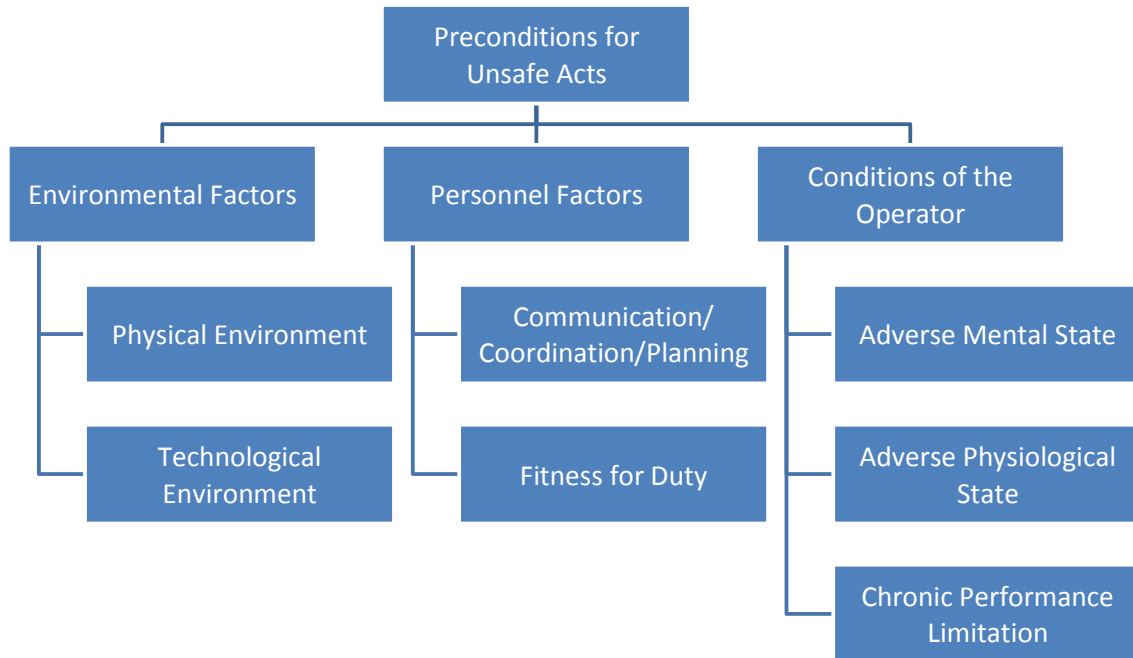 Preconditions for
Unsafe Acts
Environmental Factors
Personnel Factors
Conditions of the
Operator
Physical Environment
Technological
Environment
Communication/
Coordination/Planning
Fitness for Duty
Adverse Mental State
Adverse Physiological
State
Chronic Performance
Limitation